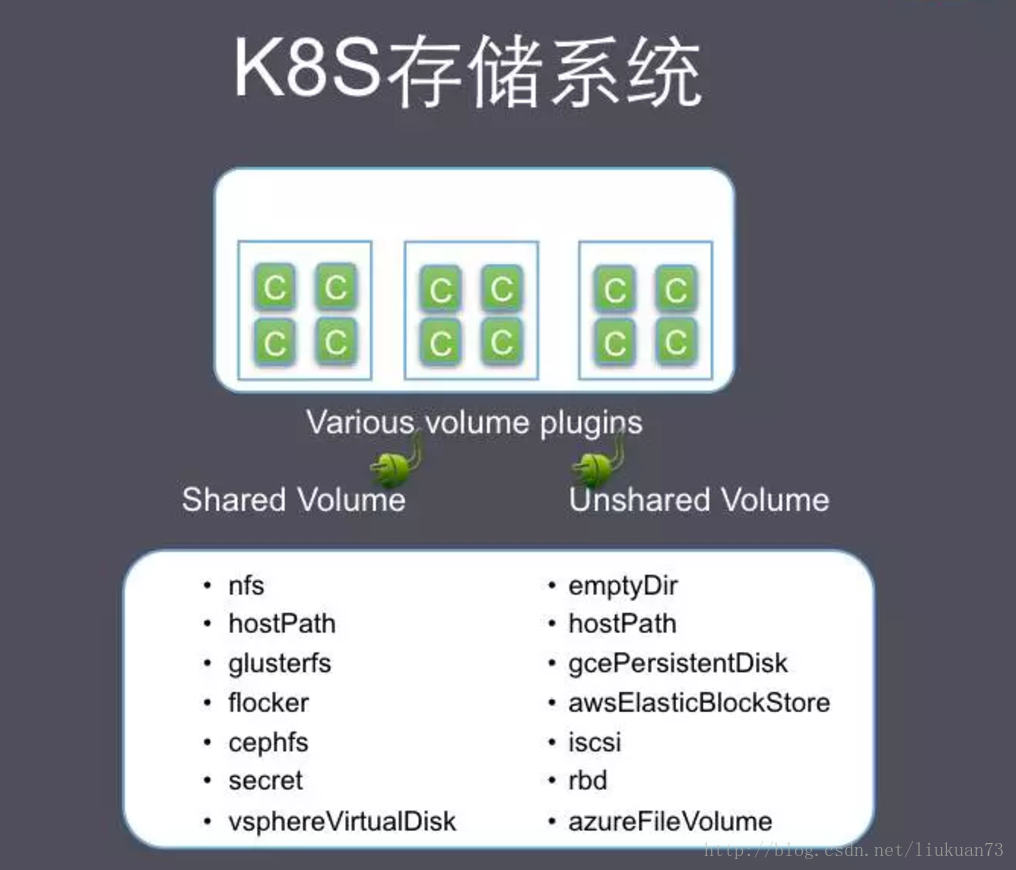 K8S存储系统
C C C C C C
C C C C C C
Various volume plugins
Shared Volume
Unshared Volume
• nfs
• hostPath
• glusterfs
• flocker
• cephfs
• secret
• vsphereVirtualDisk
• emptyDir
• hostPath
• gcePersistentDisk
• awsElasticBlockStore
• iscsi
• rbd
• azureFileVolume
http://blog.csdn.net/liukuan73